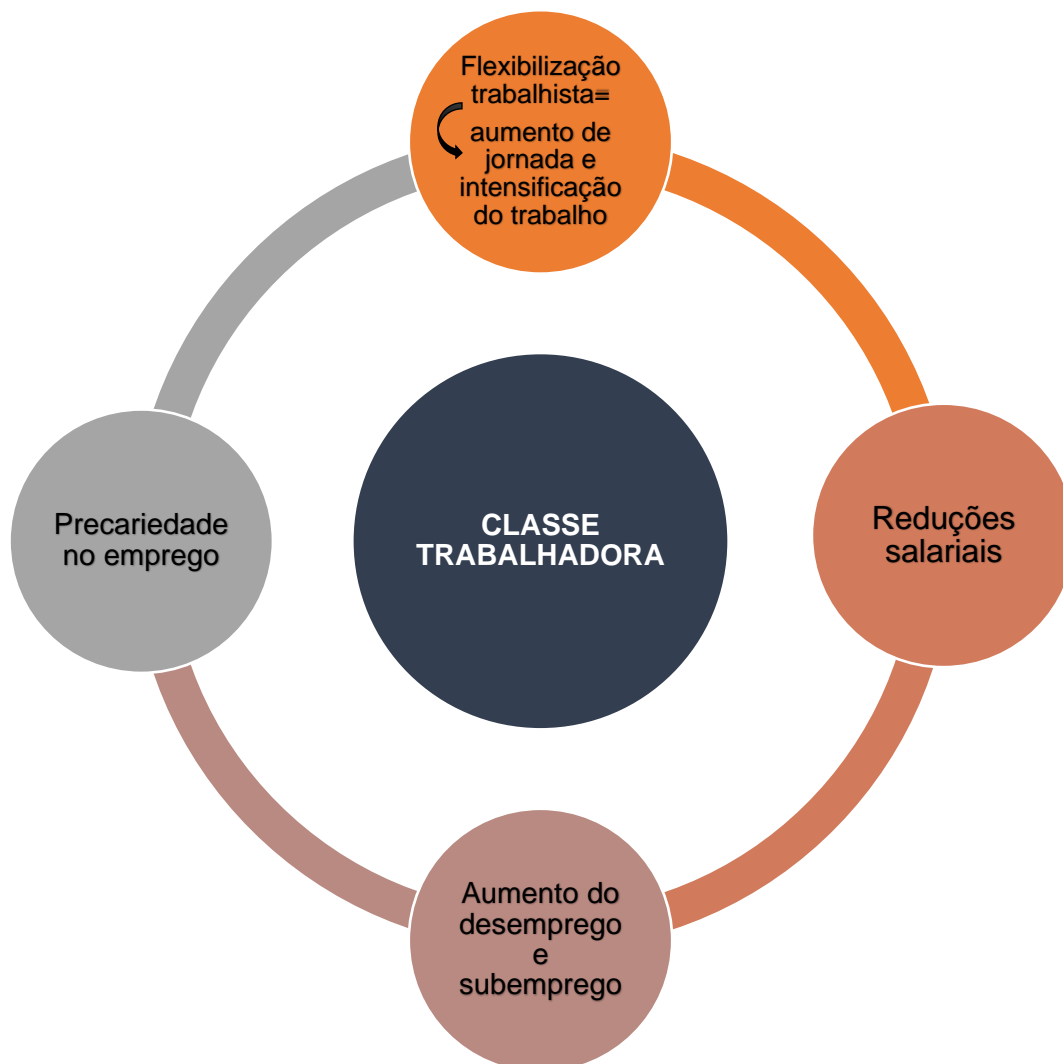 Flexibilização
trabalhista=
aumento de
jornada e
intensificação
do trabalho
Precariedade
no emprego
CLASSE
TRABALHADORA
Reduções
salariais
Aumento do
desemprego
e
subemprego